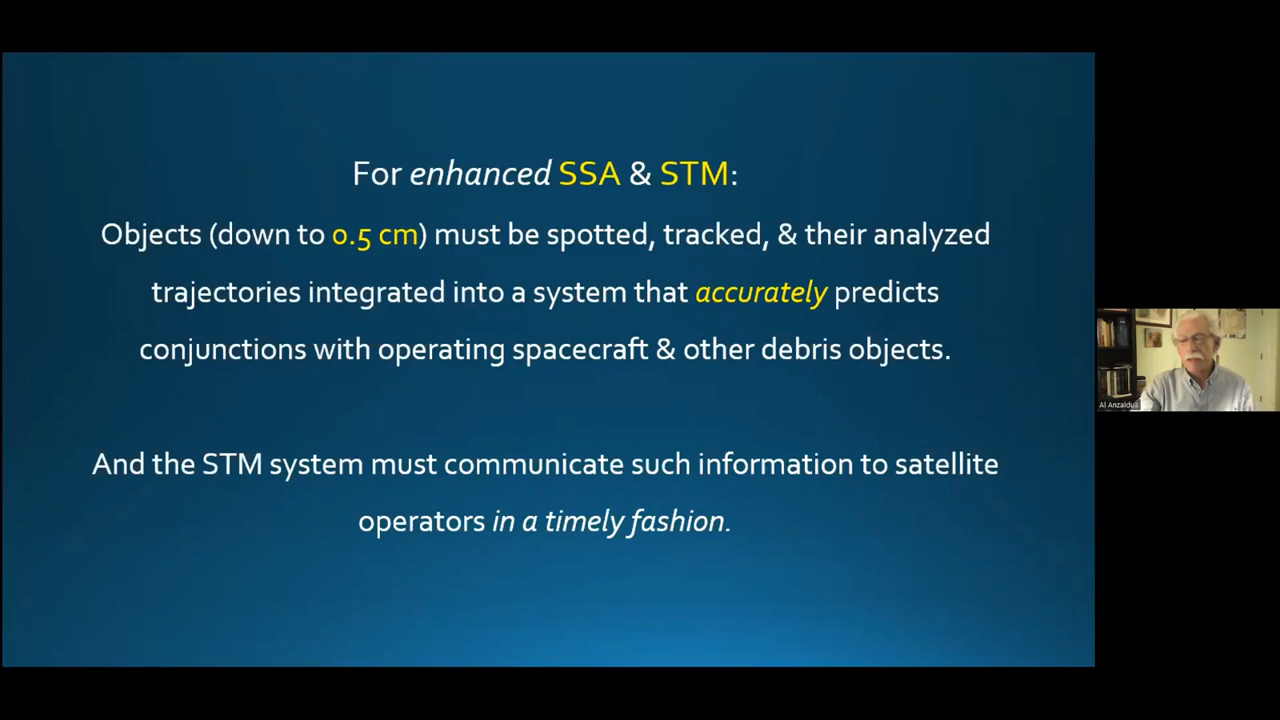 For enhanced SSA & STM:
Objects (down to 0.5 cm) must be spotted, tracked, & their analyzed
trajectories integrated into a system that accurately predicts
conjunctions with operating spacecraft & other debris objects.
And the STM system must communicate such information to satellite
operators in a timely fashion.
Al Anzaldua